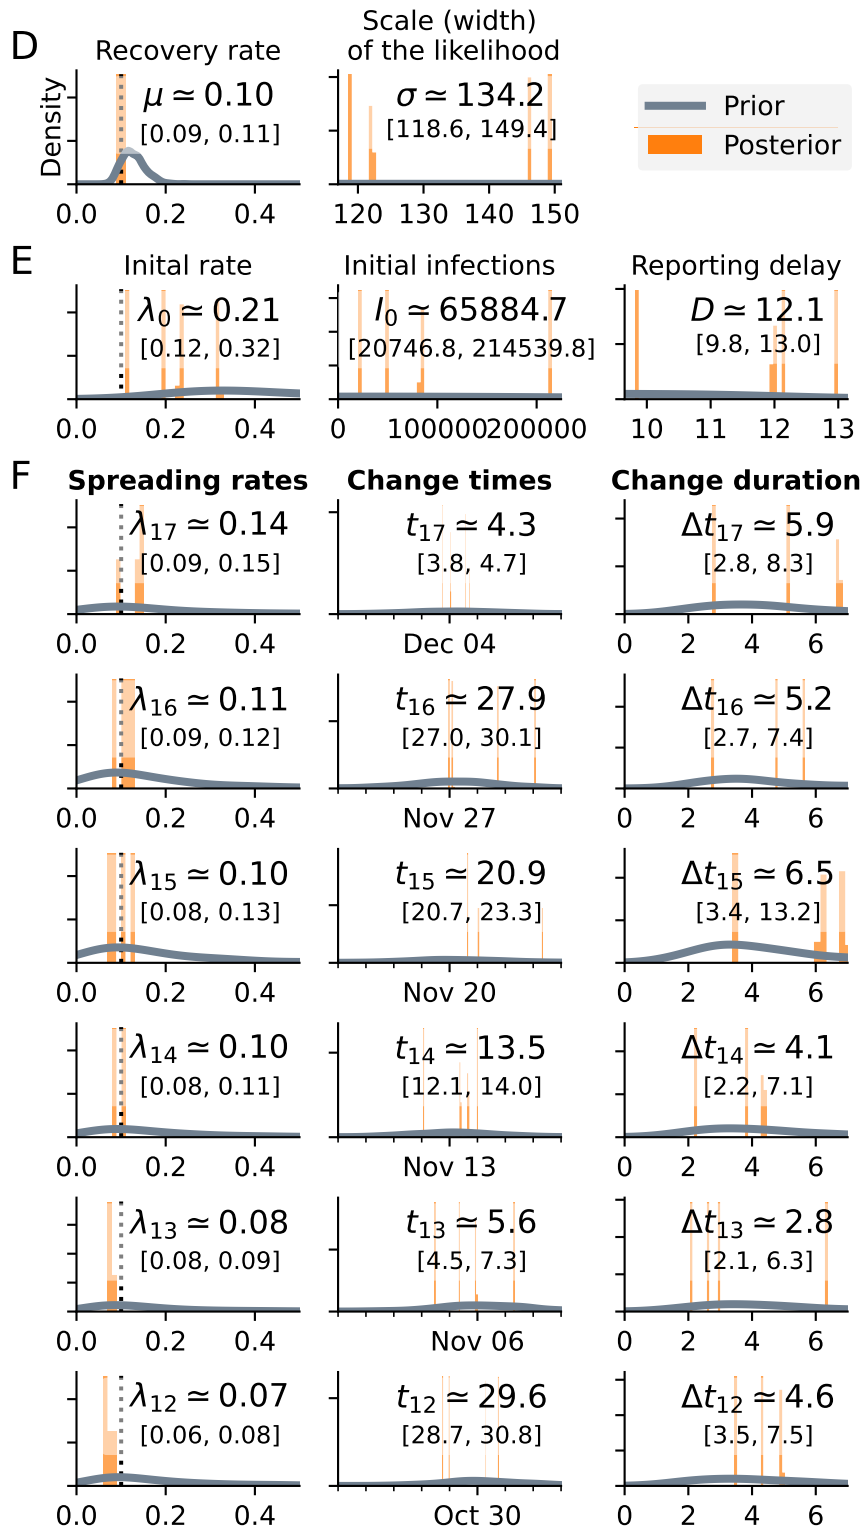 D
Recovery rate
Scale (width)
of the likelihood
Density
μ ≃ 0.10
[0.09, 0.11]
σ ≃ 134.2
[118.6, 149.4]
Prior
Posterior
0.0 0.2 0.4
120 130 140 150
E
Inital rate
Initial infections
Reporting delay
λ0 ≃ 0.21
[0.12, 0.32]
I0 ≃ 65884.7
[20746.8, 214539.8]
D ≃ 12.1
[9.8, 13.0]
0.0 0.2 0.4
0 100000 200000
10 11 12 13
F
Spreading rates
Change times
Change duration
λ17 ≃ 0.14
[0.09, 0.15]
t17 ≃ 4.3
[3.8, 4.7]
Δt17 ≃ 5.9
[2.8, 8.3]
0.0 0.2 0.4
Dec 04
0 2 4 6
λ16 ≃ 0.11
[0.09, 0.12]
t16 ≃ 27.9
[27.0, 30.1]
Δt16 ≃ 5.2
[2.7, 7.4]
0.0 0.2 0.4
Nov 27
0 2 4 6
λ15 ≃ 0.10
[0.08, 0.13]
t15 ≃ 20.9
[20.7, 23.3]
Δt15 ≃ 6.5
[3.4, 13.2]
0.0 0.2 0.4
Nov 20
0 2 4 6
λ14 ≃ 0.10
[0.08, 0.11]
t14 ≃ 13.5
[12.1, 14.0]
Δt14 ≃ 4.1
[2.2, 7.1]
0.0 0.2 0.4
Nov 13
0 2 4 6
λ13 ≃ 0.08
[0.08, 0.09]
t13 ≃ 5.6
[4.5, 7.3]
Δt13 ≃ 2.8
[2.1, 6.3]
0.0 0.2 0.4
Nov 06
0 2 4 6
λ12 ≃ 0.07
[0.06, 0.08]
t12 ≃ 29.6
[28.7, 30.8]
Δt12 ≃ 4.6
[3.5, 7.5]
0.0 0.2 0.4
Oct 30
0 2 4 6